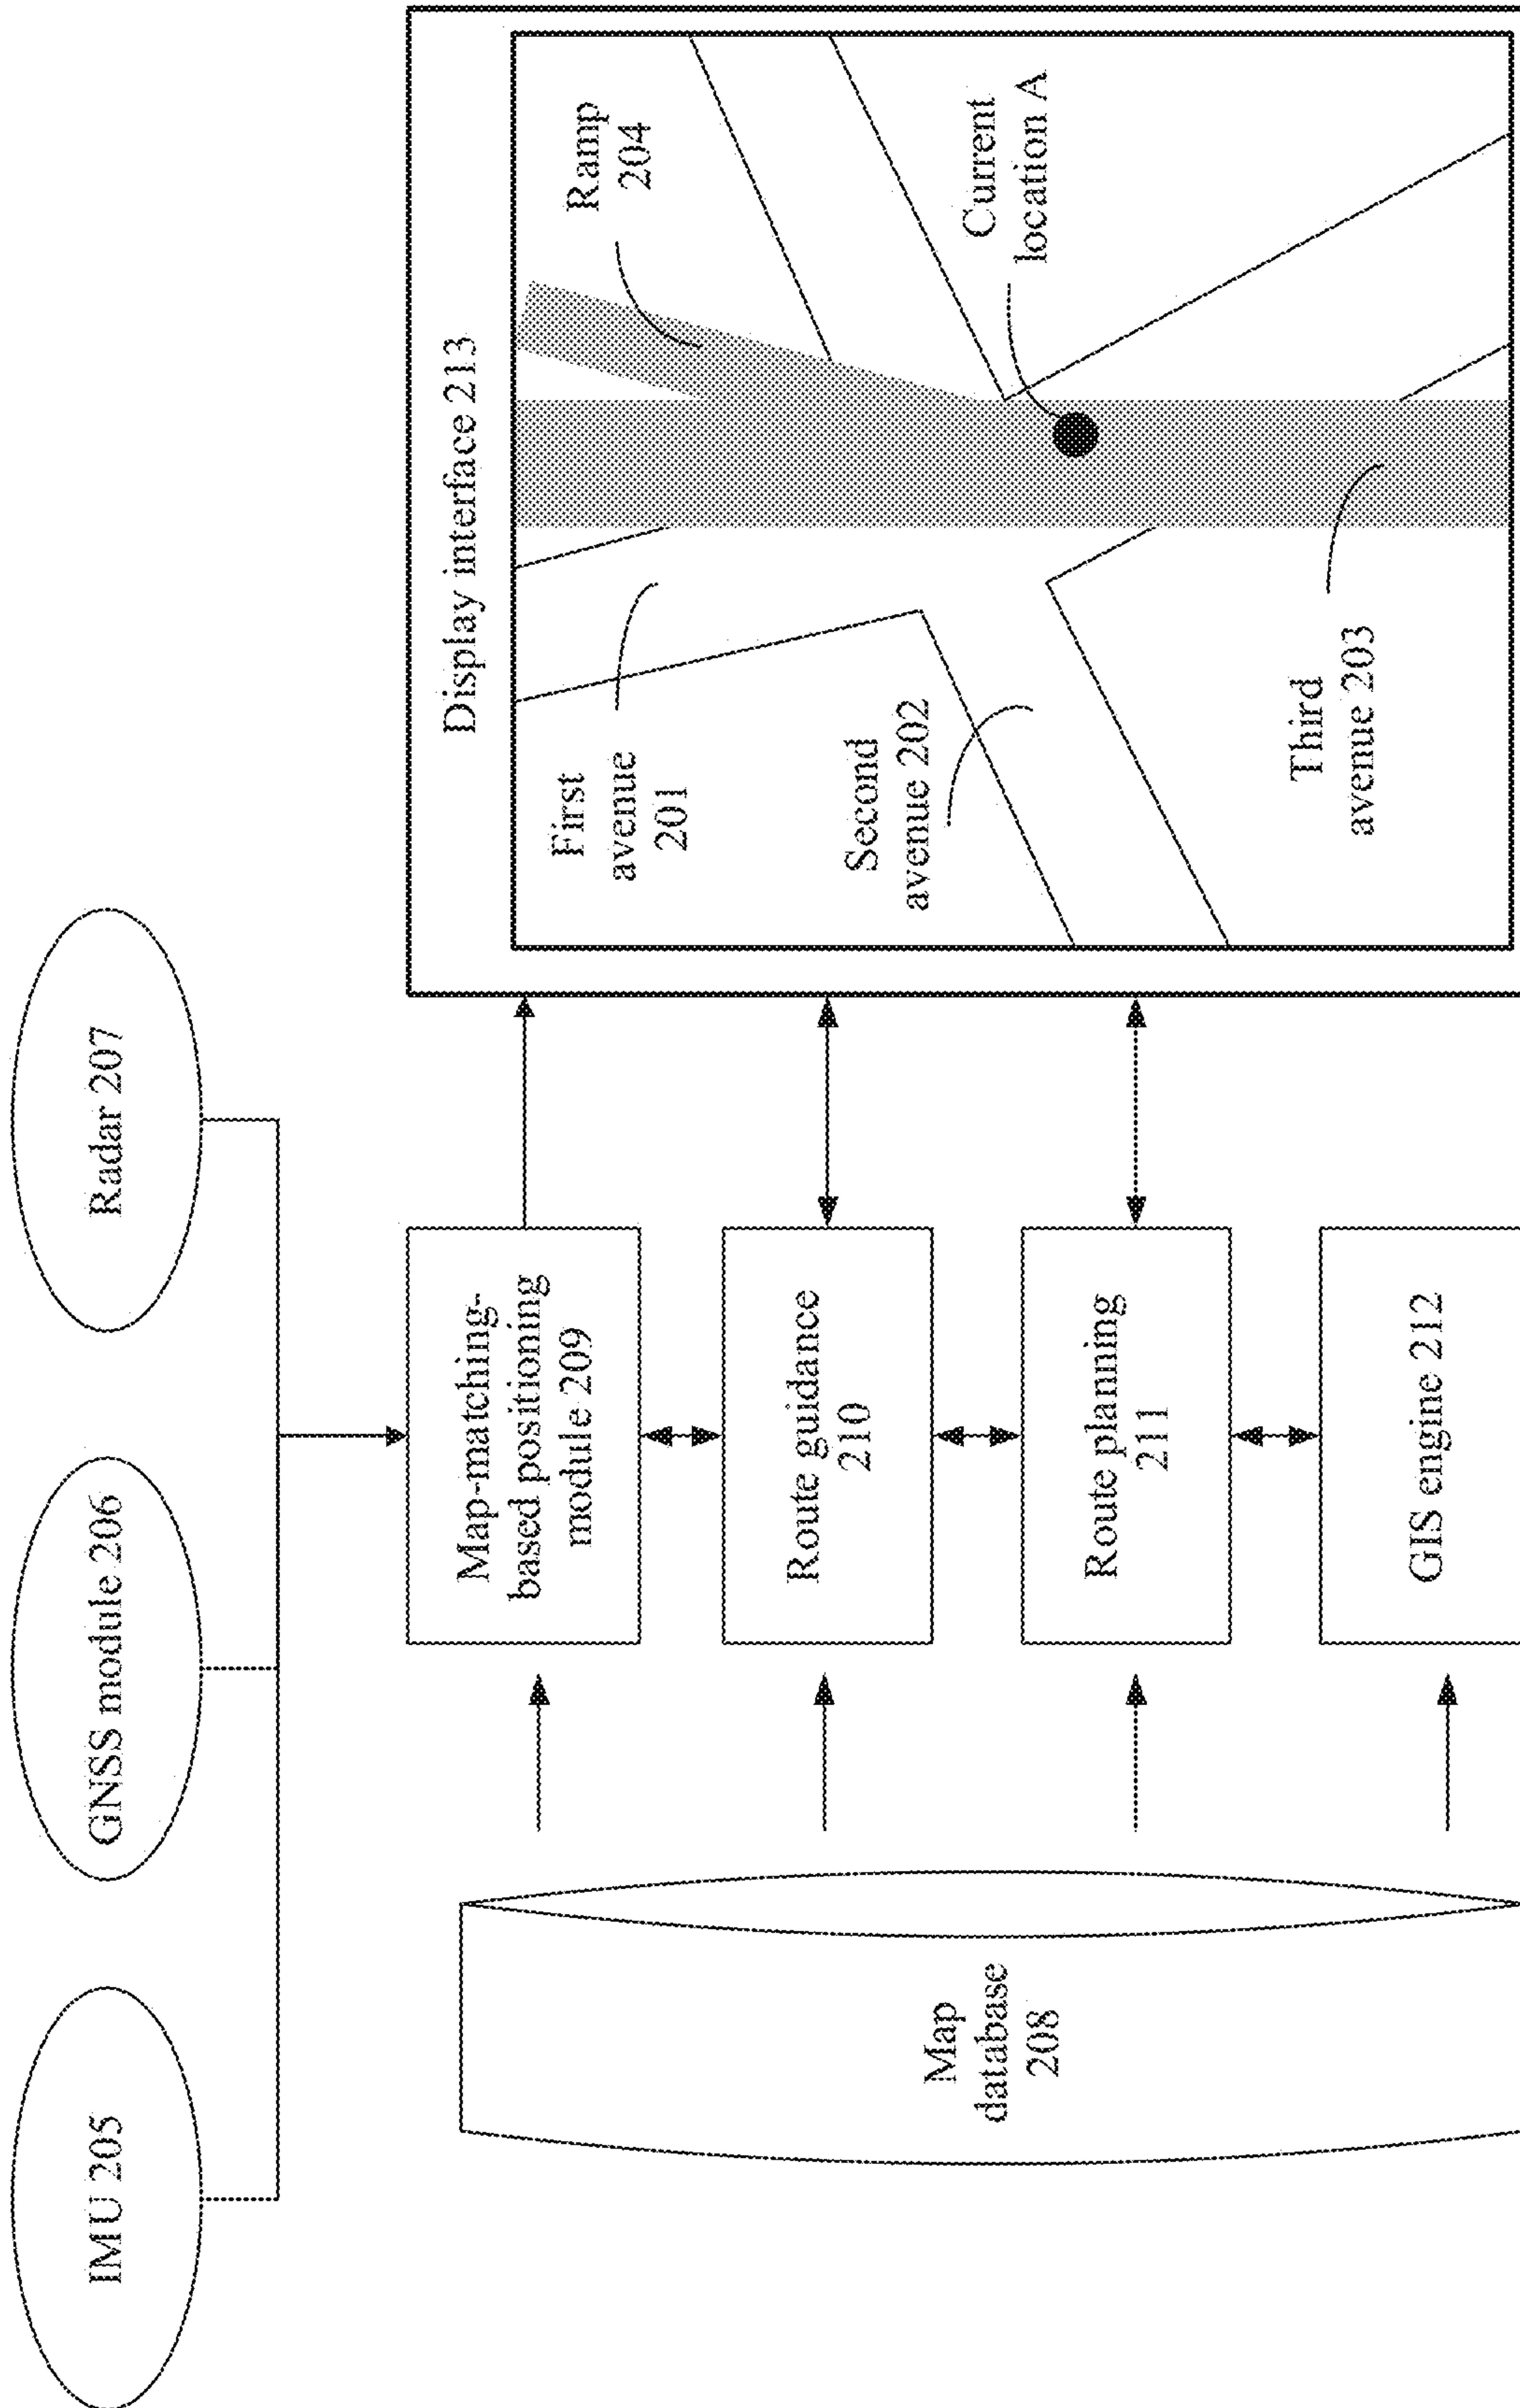 IMU 205
GNSS module 206
Radar 207
Map
database
208
Map-matching-
based positioning
module 209
Route guidance
210
Route planning
211
GIS engine 212
Display interface 213
First
avenue
201
Ramp
204
Second
avenue 202
Current
location A
Third
avenue 203